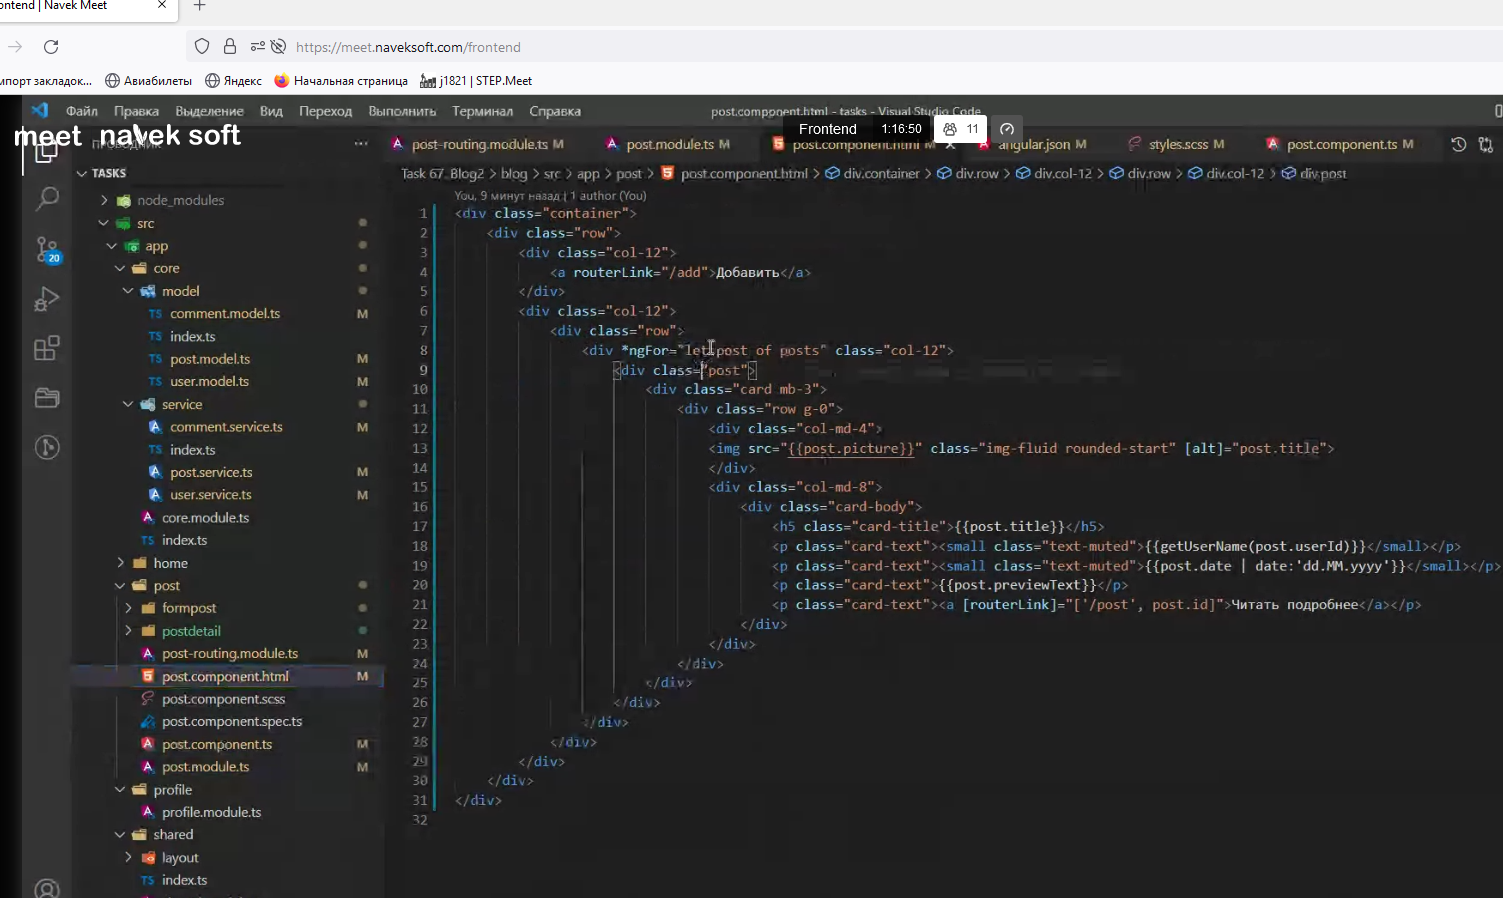 ontend | Navek Meet
https://meet.naveksoft.com/frontend
мпорт закладок...
Авиабилеты
Яндекс
Начальная страница
j1821 | STEP.Meet
Файл Правка Выделение Вид Переход Выполнить Терминал Справка
post.component.html - tasks - Visual Studio Code
meet navek soft
Frontend 1:16:50 11
post-routing.module.ts M
post.module.ts M
post.component.html M
angular.json M
styles.scss M
post.component.ts M
TASKS
Task 67_Blog2 > blog > src > app > post > post.component.html > div.container > div.row > div.col-12 > div.row > div.col-12 > div.post
node_modules
src
app
core
model
comment.model.ts M
index.ts
post.model.ts M
user.model.ts M
service
comment.service.ts M
index.ts
post.service.ts M
user.service.ts M
core.module.ts
index.ts
home
post
formpost
postdetail
post-routing.module.ts M
post.component.html M
post.component.scss
post.component.spec.ts
post.component.ts M
post.module.ts M
profile
profile.module.ts
shared
layout
index.ts
20
You, 9 минут назад | 1 author (You)
1 <div class="container">
2 <div class="row">
3 <div class="col-12">
4 <a routerLink="/add">Добавить</a>
5 </div>
6 <div class="col-12">
7 <div class="row">
8 <div *ngFor="let post of posts" class="col-12">
9 <div class="post">
10 <div class="card mb-3">
11 <div class="row g-0">
12 <div class="col-md-4">
13 <img src="{{post.picture}}" class="img-fluid rounded-start" [alt]="post.title">
14 </div>
15 <div class="col-md-8">
16 <div class="card-body">
17 <h5 class="card-title">{{post.title}}</h5>
18 <p class="card-text"><small class="text-muted">{{getUserName(post.userId)}}</small></p>
19 <p class="card-text"><small class="text-muted">{{post.date | date:'dd.MM.yyyy'}}</small></p>
20 <p class="card-text">{{post.previewText}}</p>
21 <p class="card-text"><a [routerLink]="['/post', post.id]">Читать подробнее</a></p>
22 </div>
23 </div>
24 </div>
25 </div>
26 </div>
27 </div>
28 </div>
29 </div>
30 </div>
31 </div>
32